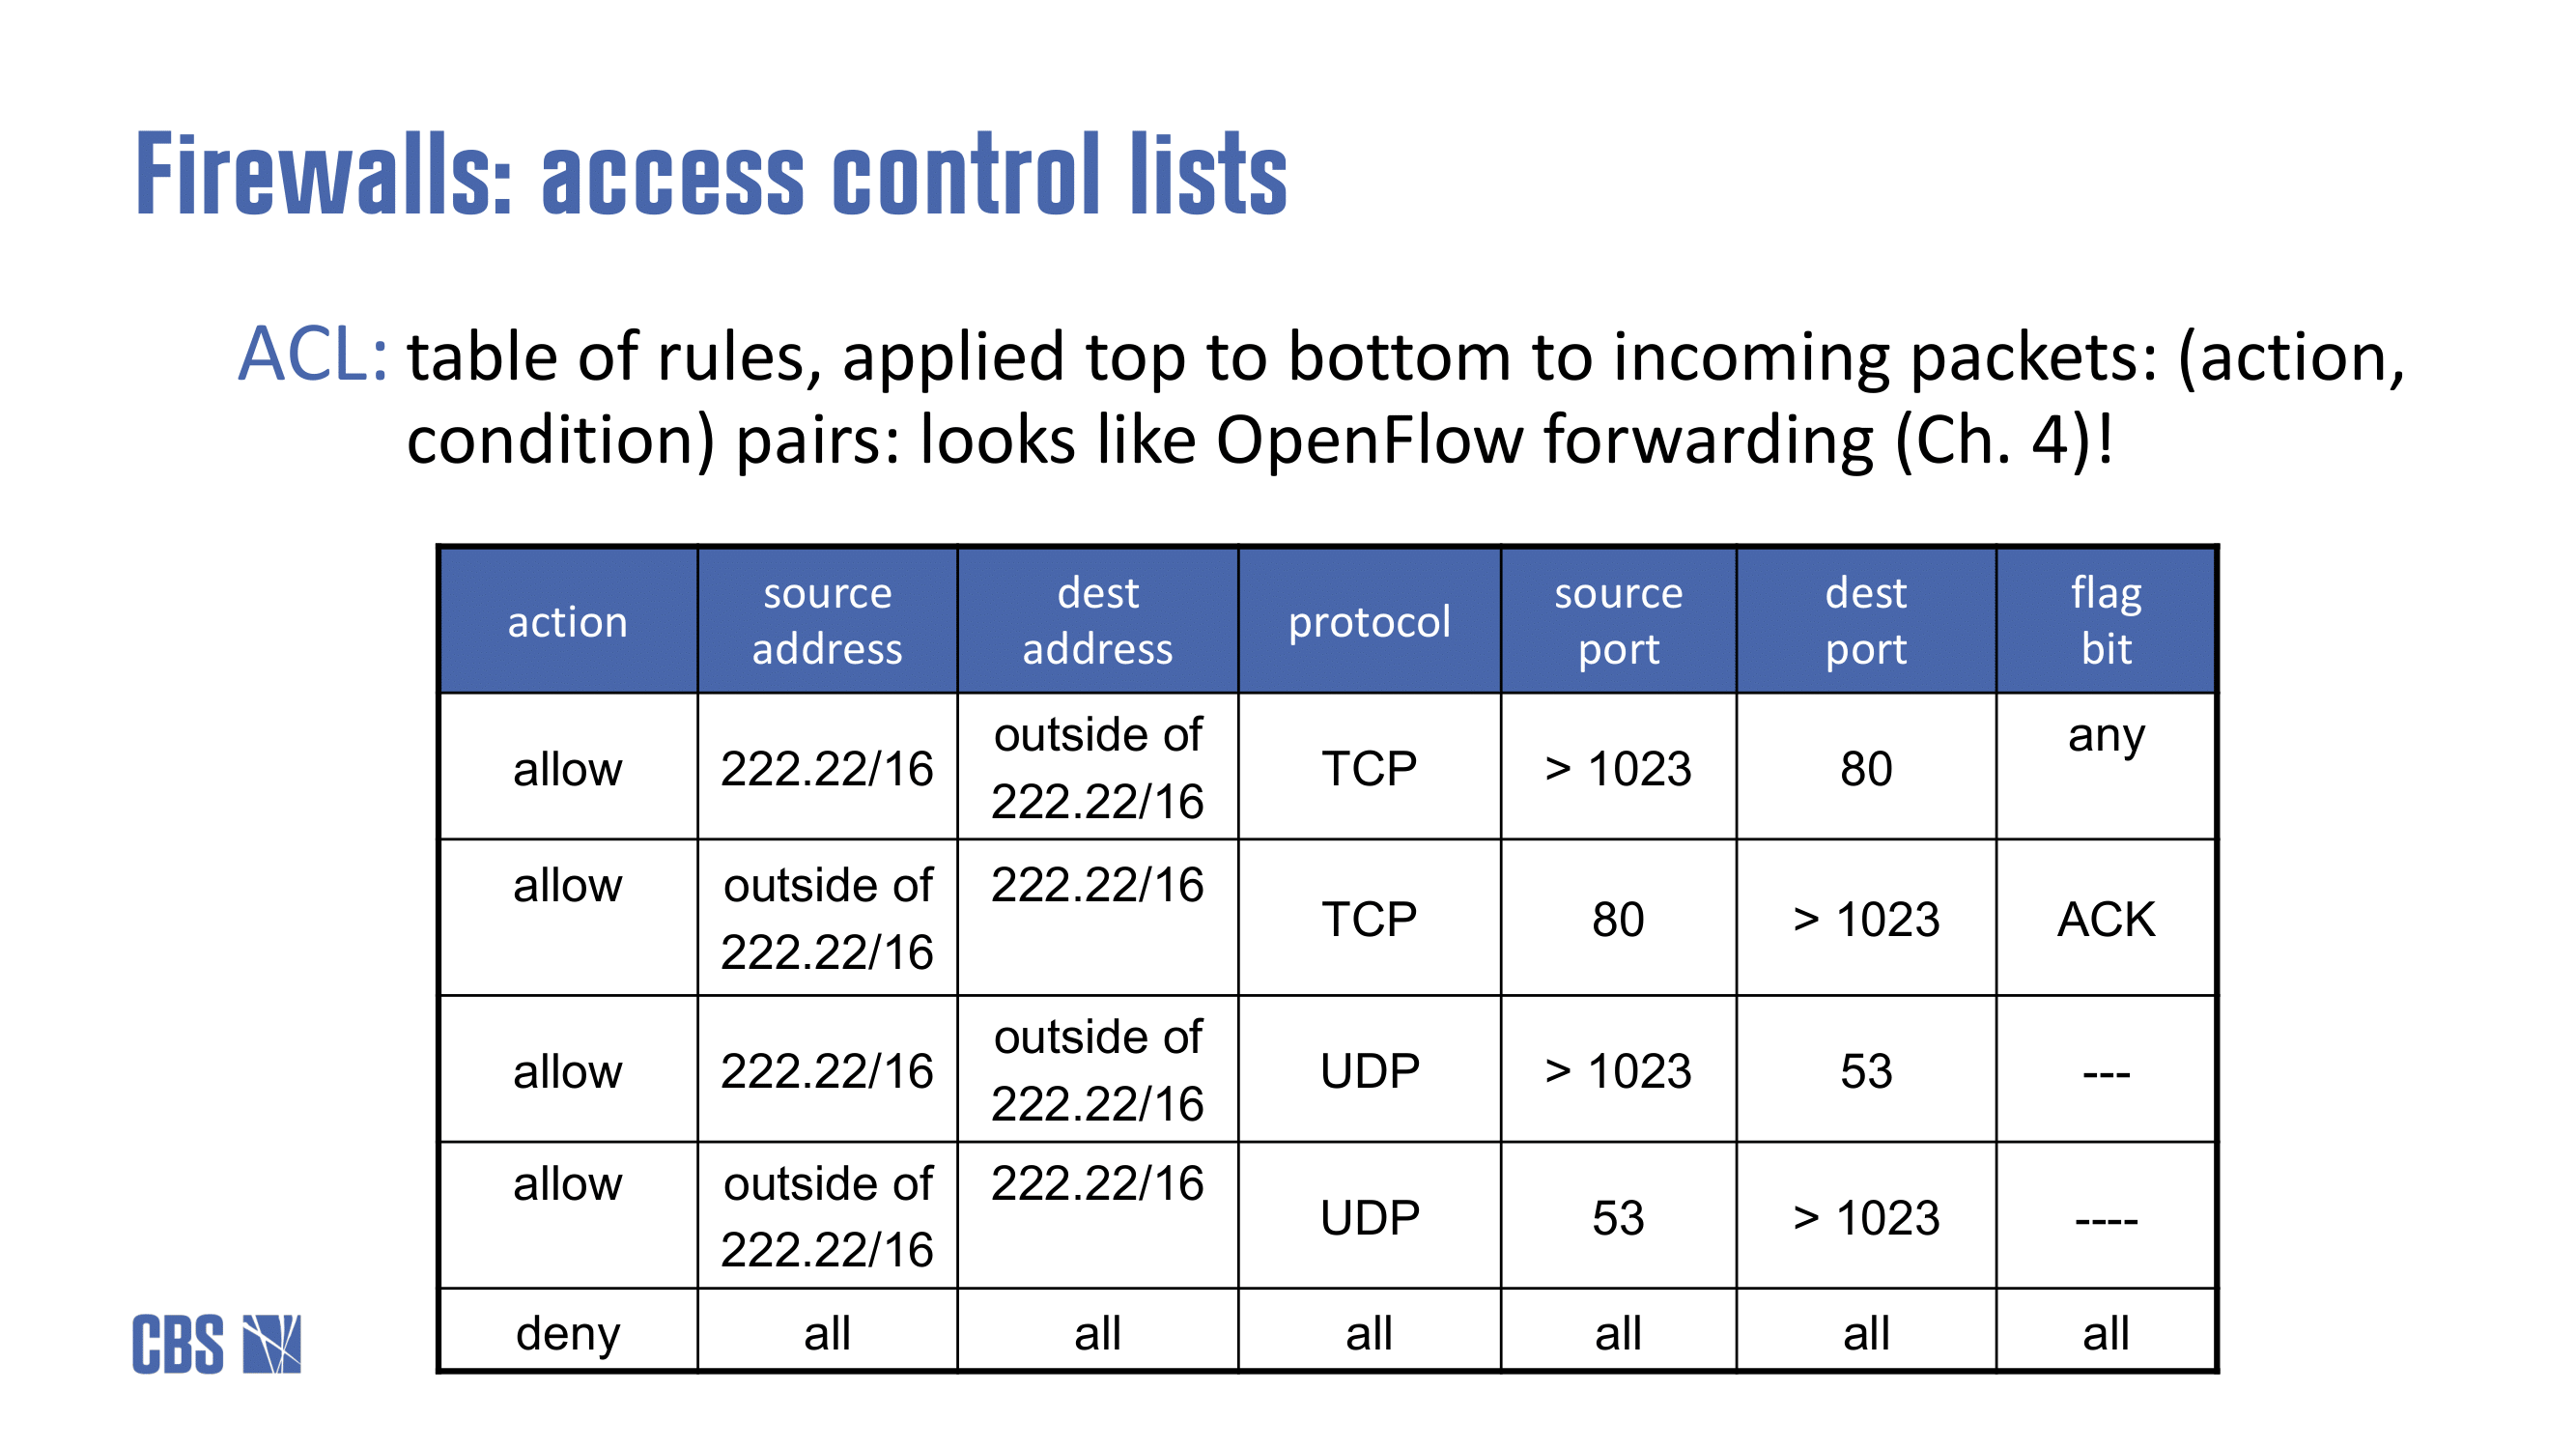 Firewalls: access control lists
ACL: table of rules, applied top to bottom to incoming packets: (action,
condition) pairs: looks like OpenFlow forwarding (Ch. 4)!
action source address dest address protocol source port dest port flag bit
allow 222.22/16 outside of 222.22/16 TCP > 1023 80 any
allow outside of 222.22/16 222.22/16 TCP 80 > 1023 ACK
allow 222.22/16 outside of 222.22/16 UDP > 1023 53 ---
allow outside of 222.22/16 222.22/16 UDP 53 > 1023 ----
deny all all all all all all
CBS